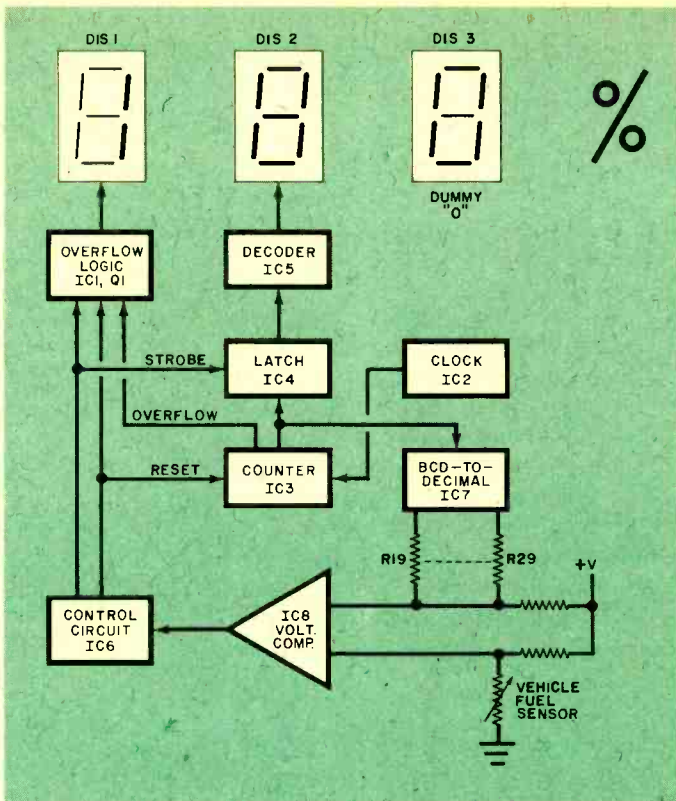 DIS 1
DIS 2
DIS 3
%
DUMMY
"0"
OVERFLOW
LOGIC
IC1, Q1
DECODER
IC5
STROBE
LATCH
IC4
CLOCK
IC2
OVERFLOW
RESET
COUNTER
IC3
BCD-TO-
DECIMAL
IC7
R19
R29
+V
CONTROL
CIRCUIT
IC6
IC8
VOLT.
COMP.
VEHICLE
FUEL
SENSOR